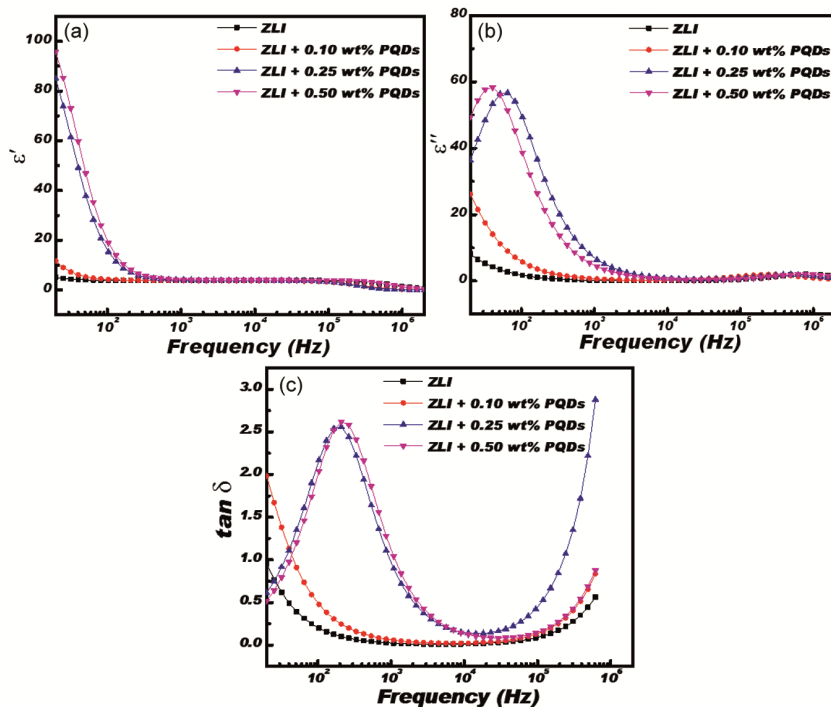 (a)
ZLI
ZLI + 0.10 wt% PQDs
ZLI + 0.25 wt% PQDs
ZLI + 0.50 wt% PQDs
100
80
60
40
20
0
ε′
10² 10³ 10⁴ 10⁵ 10⁶
Frequency (Hz)
(b)
ZLI
ZLI + 0.10 wt% PQDs
ZLI + 0.25 wt% PQDs
ZLI + 0.50 wt% PQDs
80
60
40
20
0
ε″
10² 10³ 10⁴ 10⁵ 10⁶
Frequency (Hz)
(c)
ZLI
ZLI + 0.10 wt% PQDs
ZLI + 0.25 wt% PQDs
ZLI + 0.50 wt% PQDs
3.0
2.5
2.0
1.5
1.0
0.5
0.0
tan δ
10² 10³ 10⁴ 10⁵ 10⁶
Frequency (Hz)